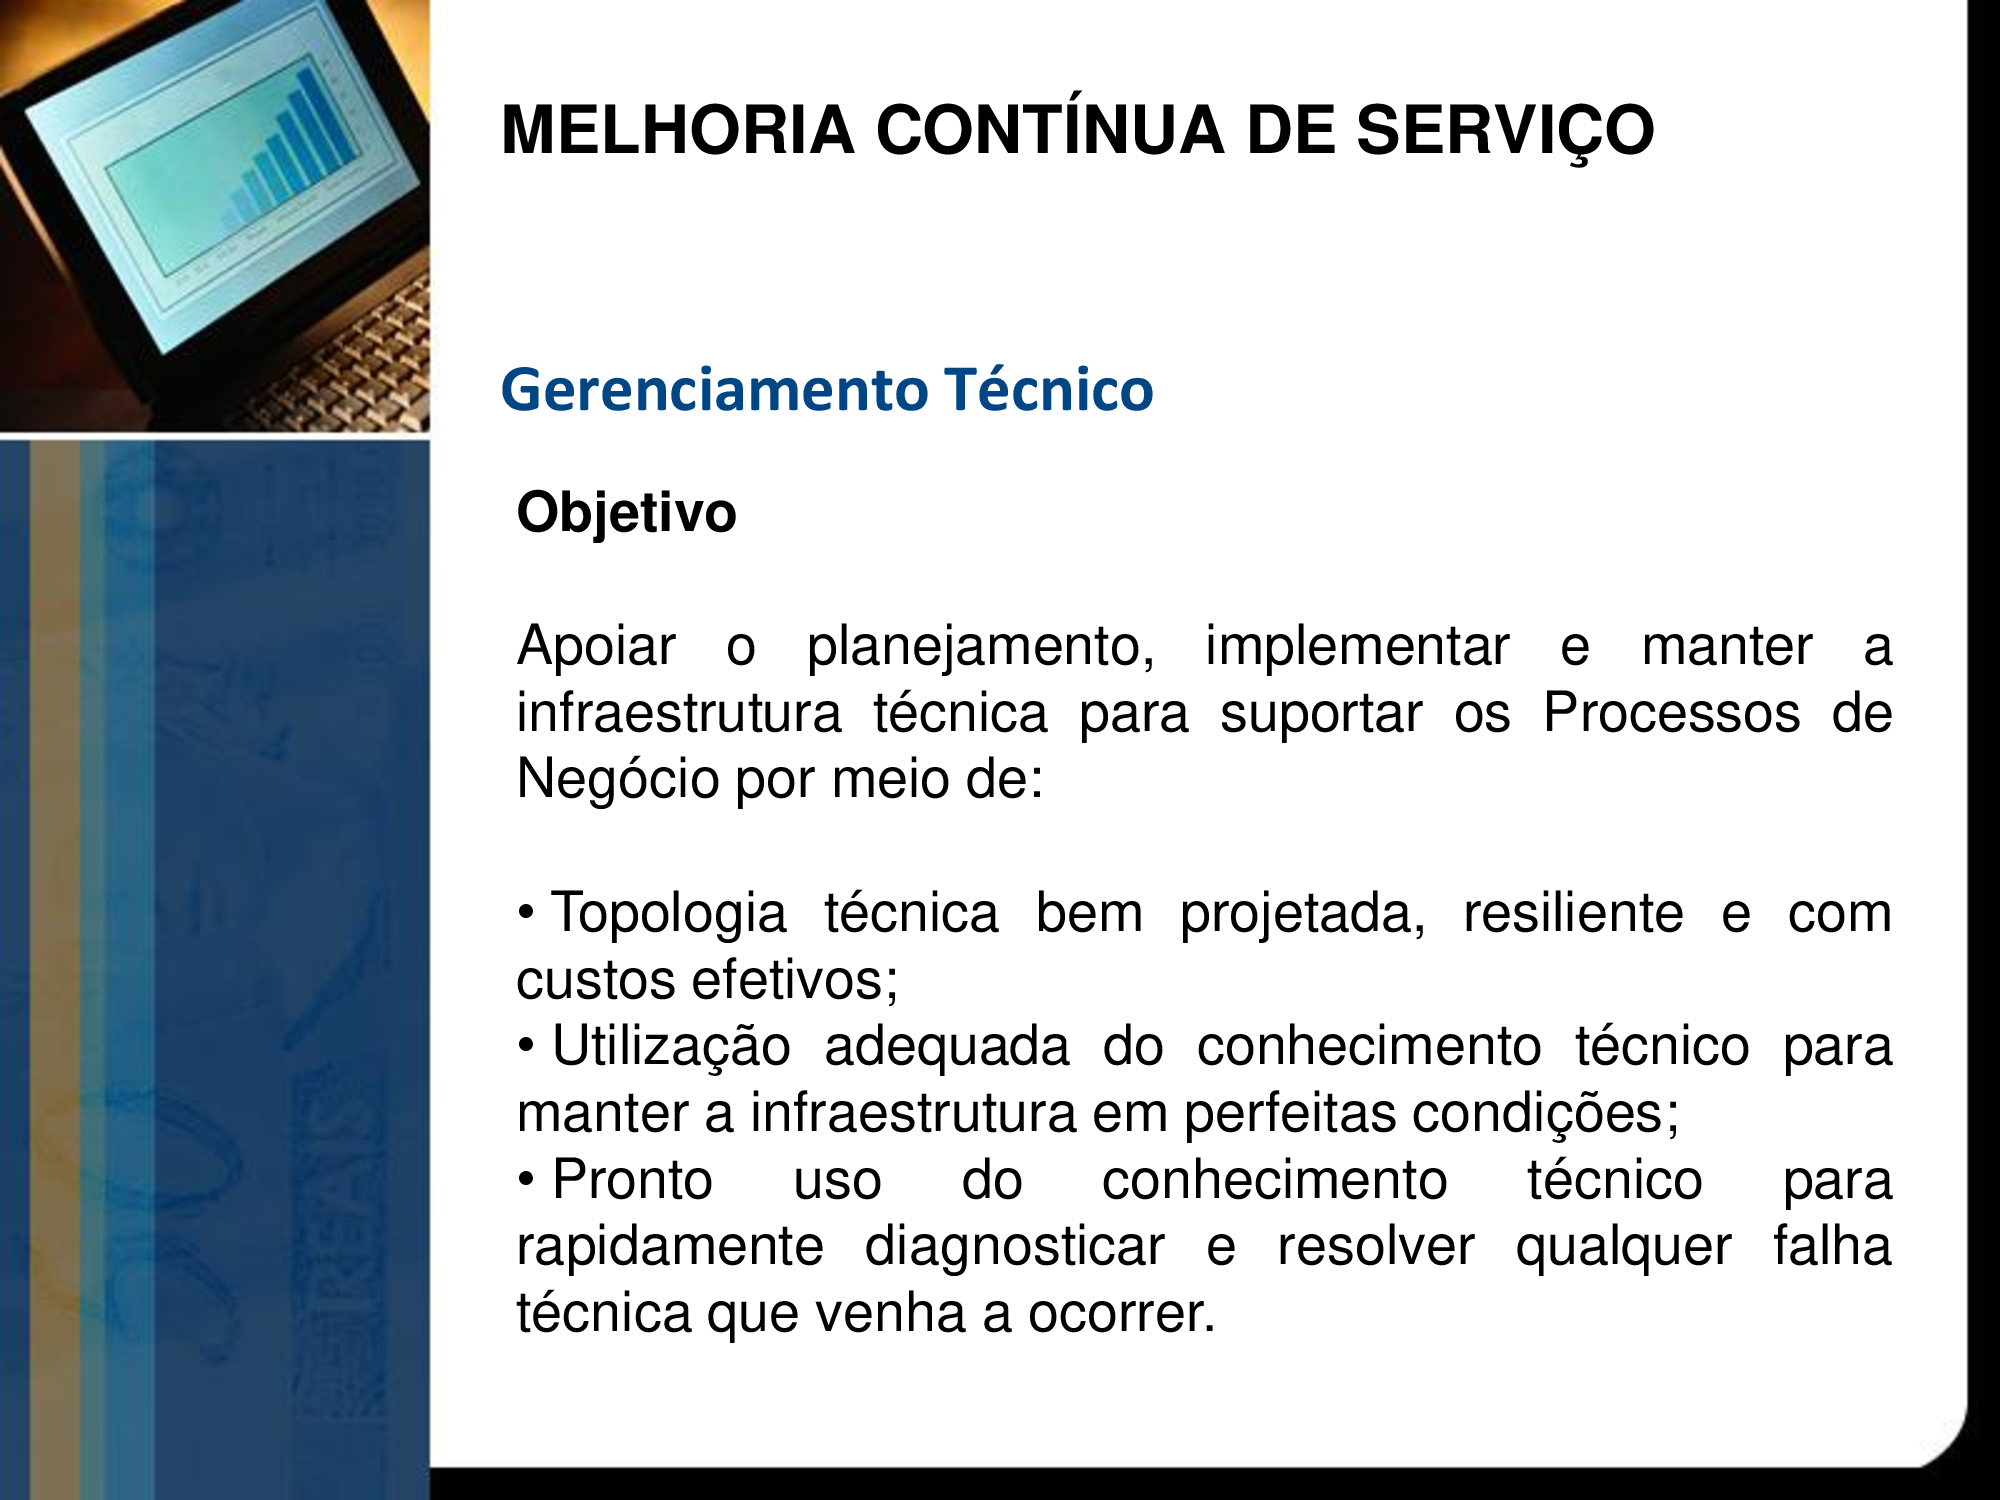 MELHORIA CONTÍNUA DE SERVIÇO
Gerenciamento Técnico
Objetivo
Apoiar o planejamento, implementar e manter a
infraestrutura técnica para suportar os Processos de
Negócio por meio de:
• Topologia técnica bem projetada, resiliente e com
custos efetivos;
• Utilização adequada do conhecimento técnico para
manter a infraestrutura em perfeitas condições;
• Pronto uso do conhecimento técnico para
rapidamente diagnosticar e resolver qualquer falha
técnica que venha a ocorrer.
REAIS